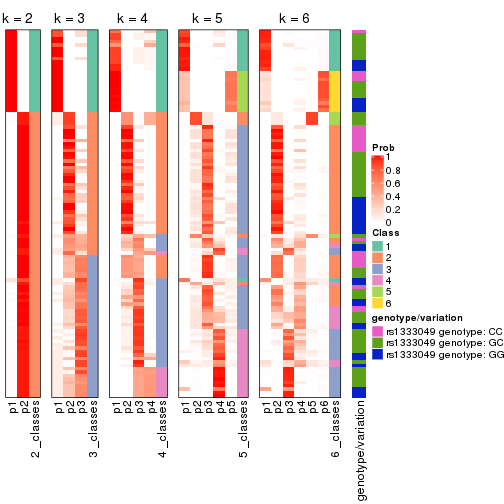 k = 2 k = 3 k = 4 k = 5 k = 6
p1 p2 2_classes p1 p2 p3 3_classes p1 p2 p3 p4 4_classes p1 p2 p3 p4 p5 5_classes p1 p2 p3 p4 p5 p6 6_classes genotype/variation
Prob
1
0.8
0.6
0.4
0.2
0
Class
1
2
3
4
5
6
genotype/variation
rs1333049 genotype: CC
rs1333049 genotype: GC
rs1333049 genotype: GG